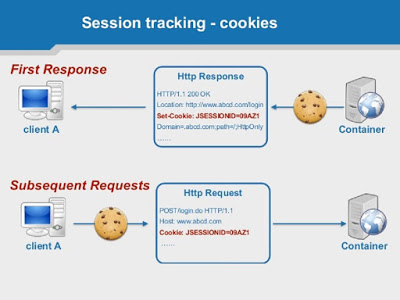 Session tracking - cookies
First Response
Http Response
HTTP/1.1 200 OK
Location: http://www.abcd.com/login
Set-Cookie: JSESSIONID=09AZ1
Domain=.abcd.com;path=/;HttpOnly
......
client A
Container
Subsequent Requests
Http Request
POST/login.do HTTP/1.1
Host: www.abcd.com
Cookie: JSESSIONID=09AZ1
......
client A
Container